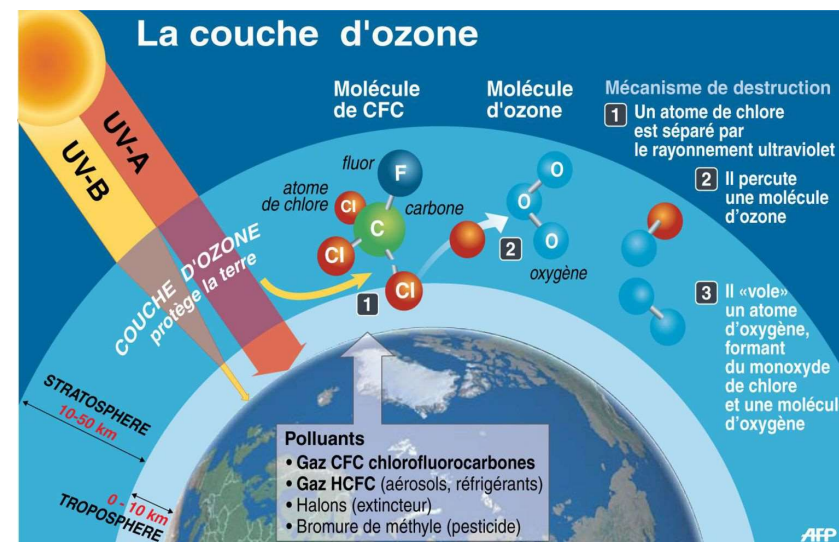 La couche d'ozone
UV-A
UV-B
COUCHE D'OZONE
protège la terre
STRATOSPHERE
10-50 km
0 - 10 km
TROPOSPHERE
Molécule
de CFC
fluor
F
atome
de chlore
Cl
carbone
C
Cl
Cl
1
Molécule
d'ozone
O
O
O
2
oxygène
Mécanisme de destruction
1 Un atome de chlore
est séparé par
le rayonnement ultraviolet
2 Il percute
une molécule
d'ozone
3 Il «vole»
un atome
d'oxygène,
formant
du monoxyde
de chlore
et une molécul
d'oxygène
Polluants
• Gaz CFC chlorofluorocarbones
• Gaz HCFC (aérosols, réfrigérants)
• Halons (extincteur)
• Bromure de méthyle (pesticide)
AFP